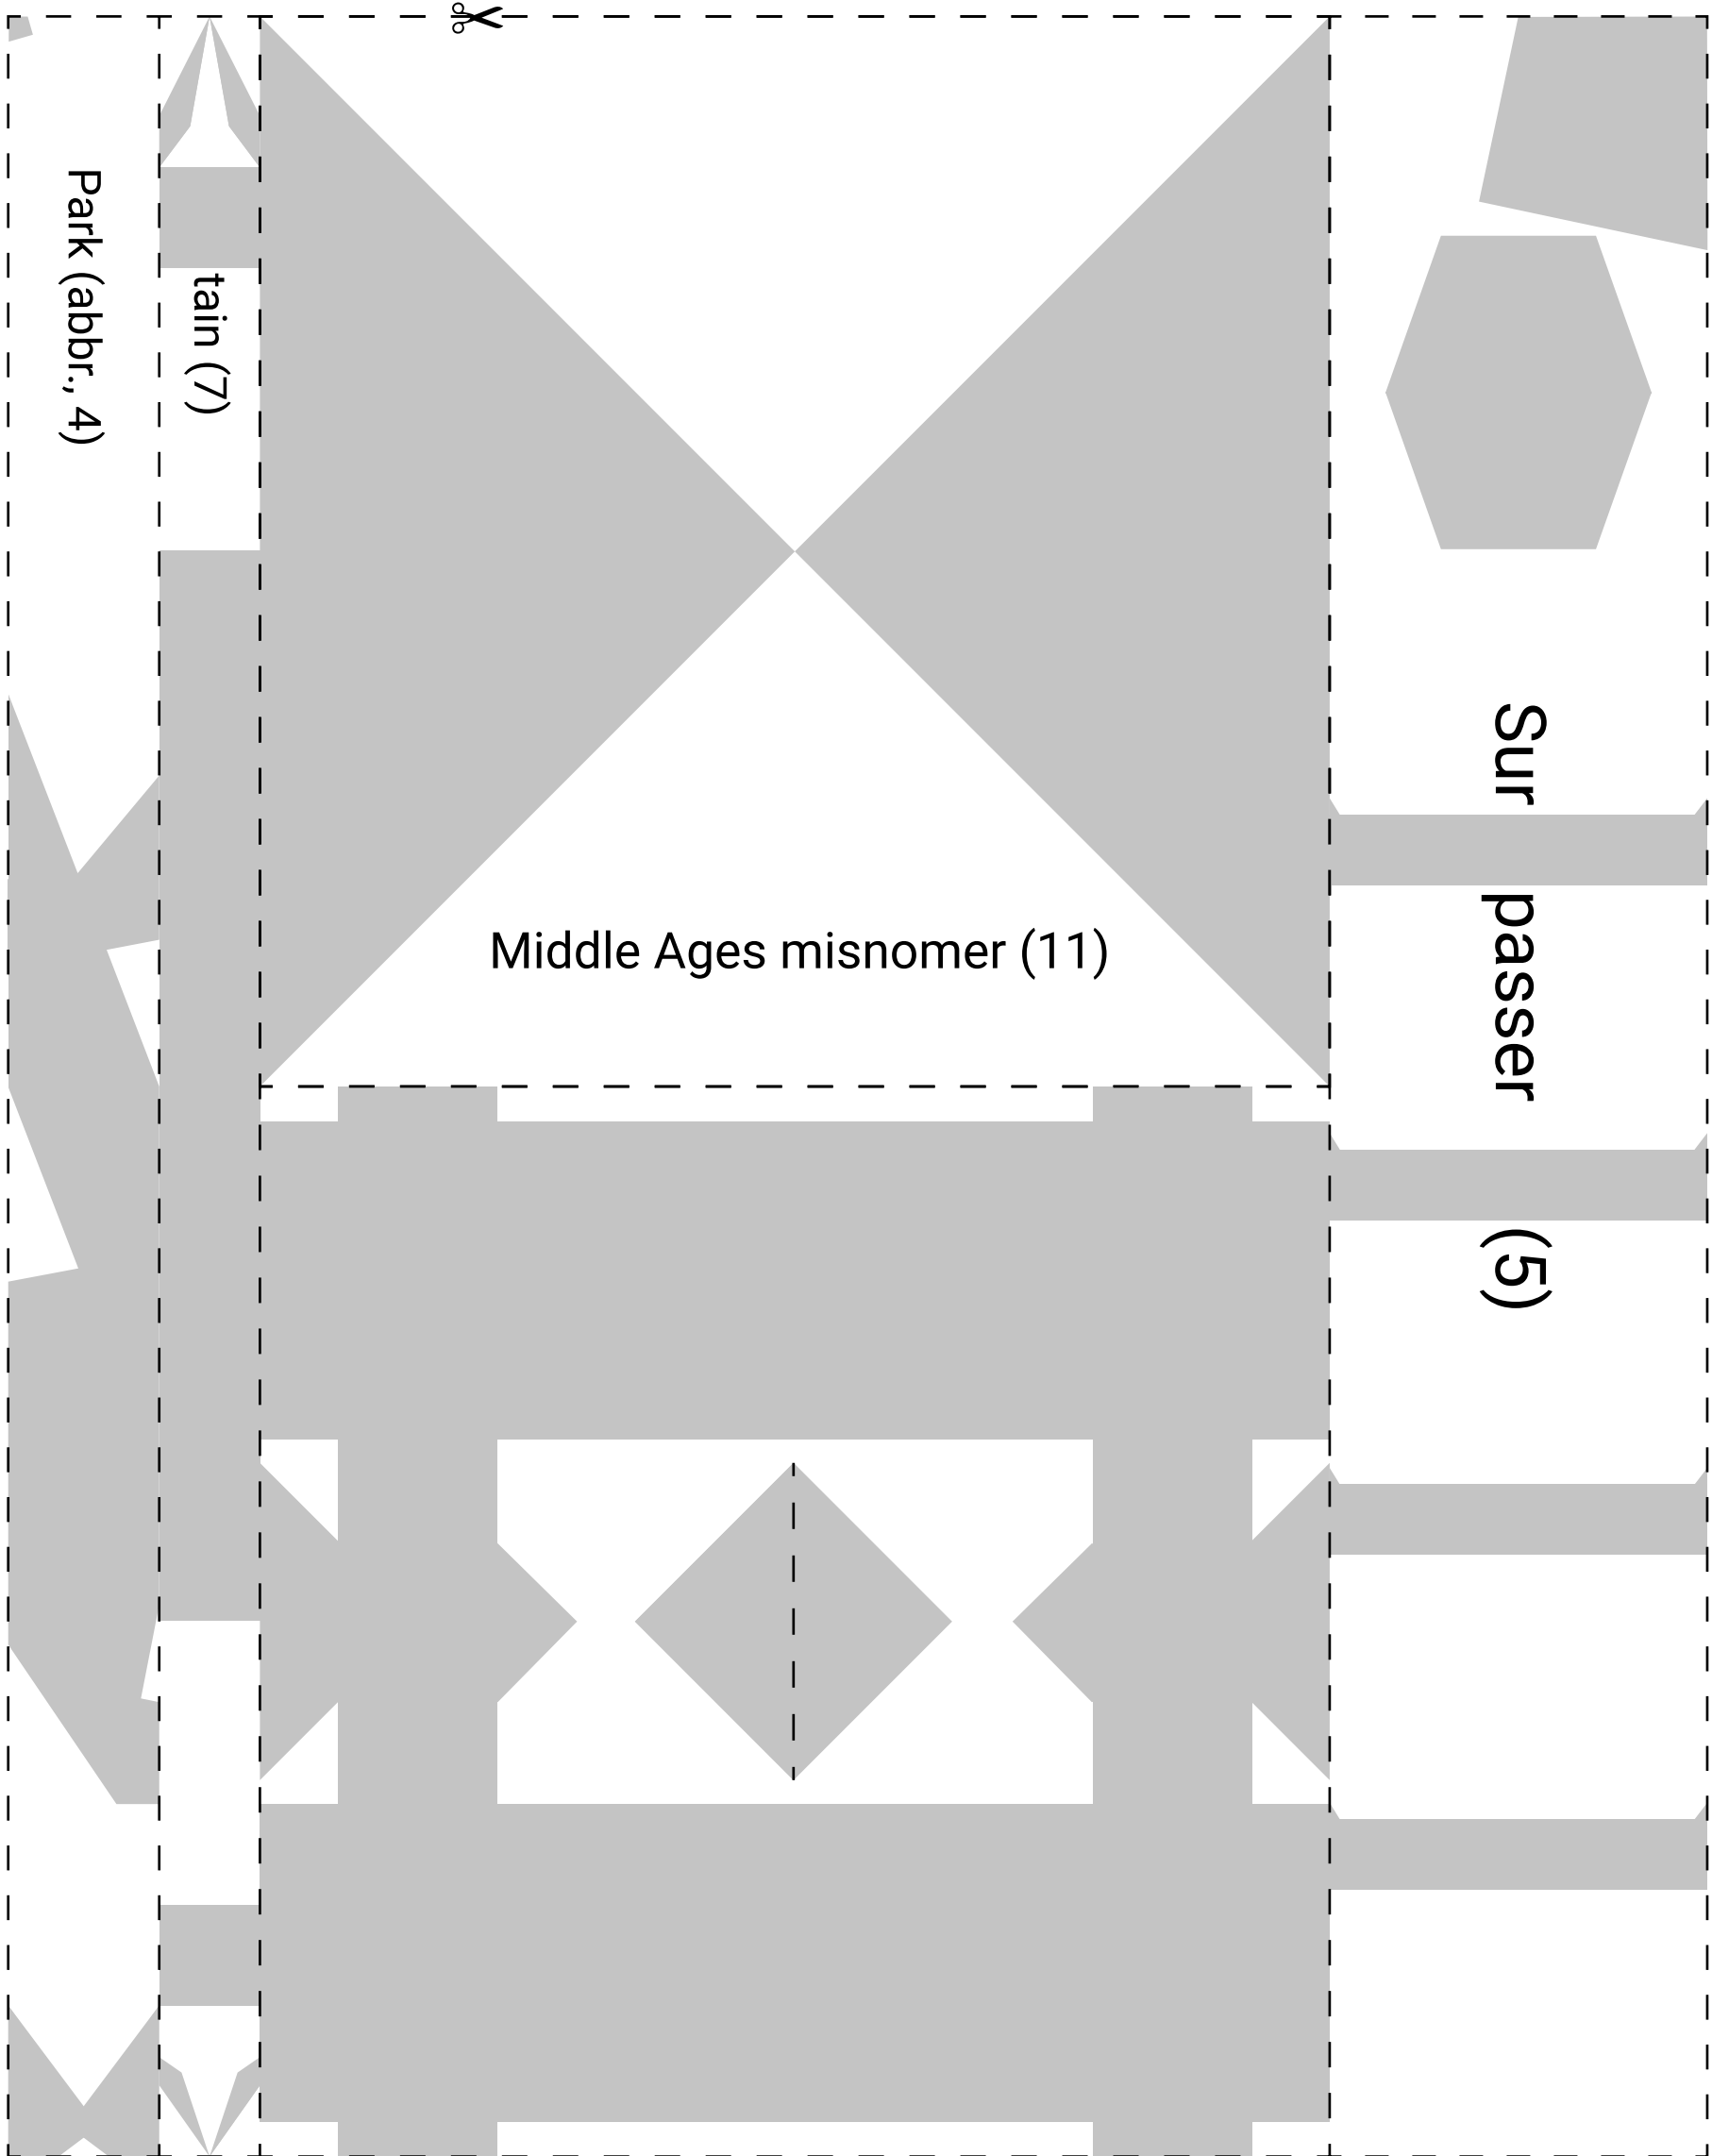 Park (abbr., 4)
tain (7)
Middle Ages misnomer (11)
Sur passer (5)